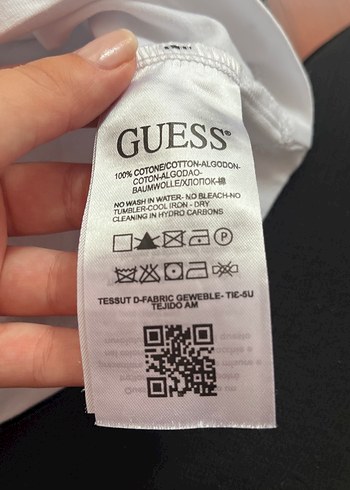 GUESS®
100% COTONE/COTTON-ALGODON-
COTON-ALGODAO-
BAUMWOLLE/ХЛОПОК-棉
NO WASH IN WATER- NO BLEACH-NO
TUMBLER-COOL IRON - DRY
CLEANING IN HYDRO CARBONS
P
TESSUT D-FABRIC GEWEBLE- TIE-5U
TEJIDO AM